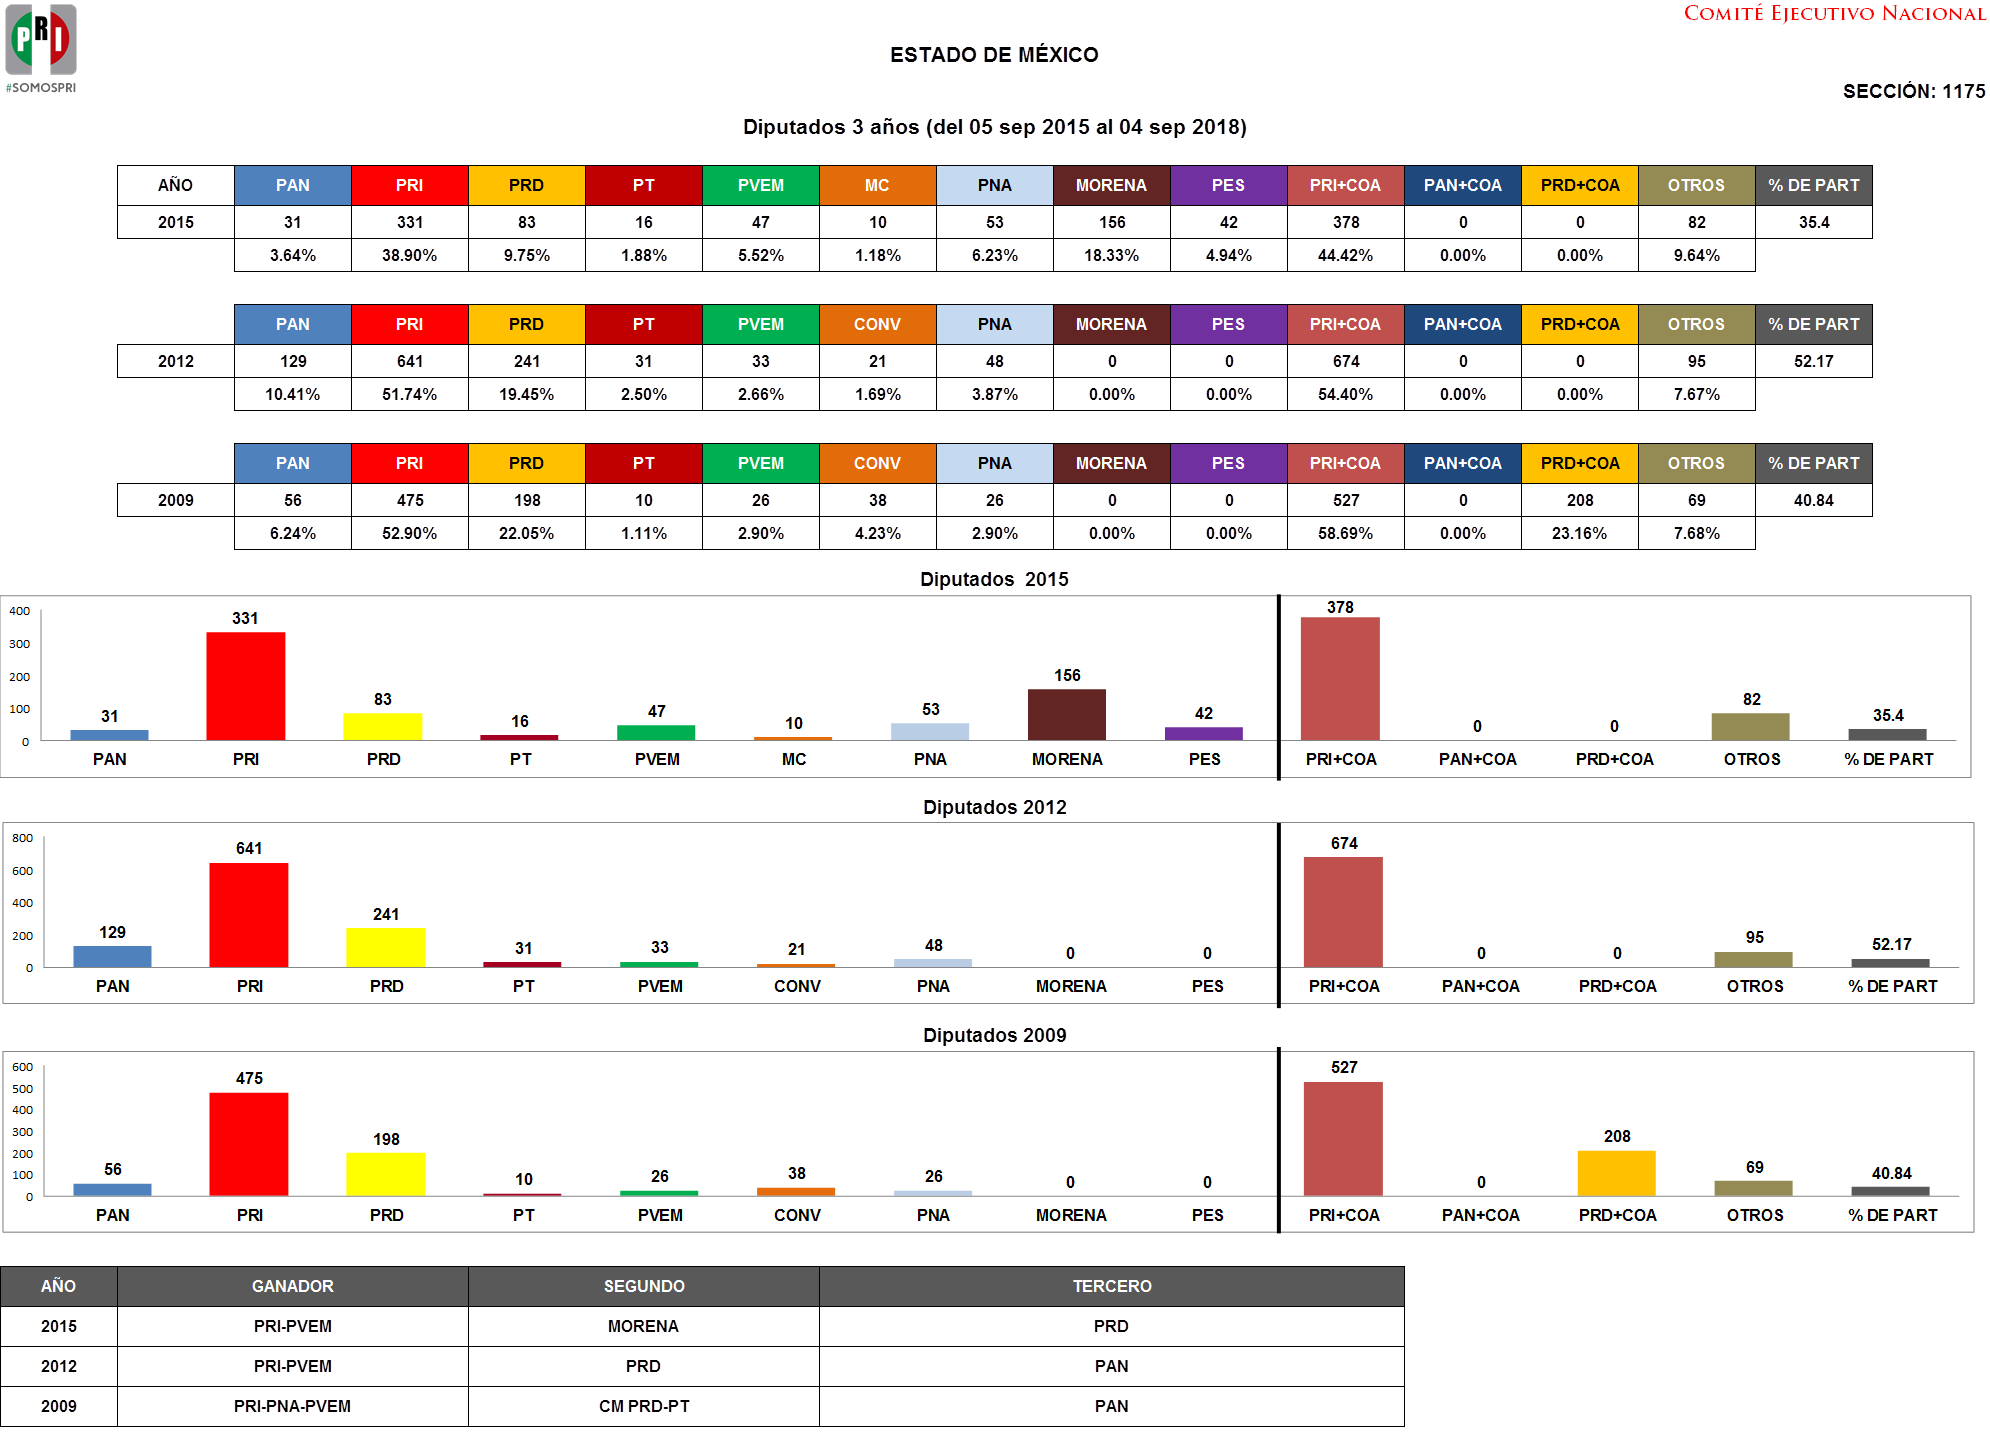 PRI
#SOMOSPRI
COMITÉ EJECUTIVO NACIONAL
ESTADO DE MÉXICO
SECCIÓN: 1175
Diputados 3 años (del 05 sep 2015 al 04 sep 2018)
AÑO PAN PRI PRD PT PVEM MC PNA MORENA PES PRI+COA PAN+COA PRD+COA OTROS % DE PART
2015 31 331 83 16 47 10 53 156 42 378 0 0 82 35.4
3.64% 38.90% 9.75% 1.88% 5.52% 1.18% 6.23% 18.33% 4.94% 44.42% 0.00% 0.00% 9.64%
PAN PRI PRD PT PVEM CONV PNA MORENA PES PRI+COA PAN+COA PRD+COA OTROS % DE PART
2012 129 641 241 31 33 21 48 0 0 674 0 0 95 52.17
10.41% 51.74% 19.45% 2.50% 2.66% 1.69% 3.87% 0.00% 0.00% 54.40% 0.00% 0.00% 7.67%
PAN PRI PRD PT PVEM CONV PNA MORENA PES PRI+COA PAN+COA PRD+COA OTROS % DE PART
2009 56 475 198 10 26 38 26 0 0 527 0 208 69 40.84
6.24% 52.90% 22.05% 1.11% 2.90% 4.23% 2.90% 0.00% 0.00% 58.69% 0.00% 23.16% 7.68%
Diputados 2015
400
300
200
100
0
31 331 83 16 47 10 53 156 42 378 0 0 82 35.4
PAN PRI PRD PT PVEM MC PNA MORENA PES PRI+COA PAN+COA PRD+COA OTROS % DE PART
Diputados 2012
800
600
400
200
0
129 641 241 31 33 21 48 0 0 674 0 0 95 52.17
PAN PRI PRD PT PVEM CONV PNA MORENA PES PRI+COA PAN+COA PRD+COA OTROS % DE PART
Diputados 2009
600
500
400
300
200
100
0
56 475 198 10 26 38 26 0 0 527 0 208 69 40.84
PAN PRI PRD PT PVEM CONV PNA MORENA PES PRI+COA PAN+COA PRD+COA OTROS % DE PART
AÑO GANADOR SEGUNDO TERCERO
2015 PRI-PVEM MORENA PRD
2012 PRI-PVEM PRD PAN
2009 PRI-PNA-PVEM CM PRD-PT PAN